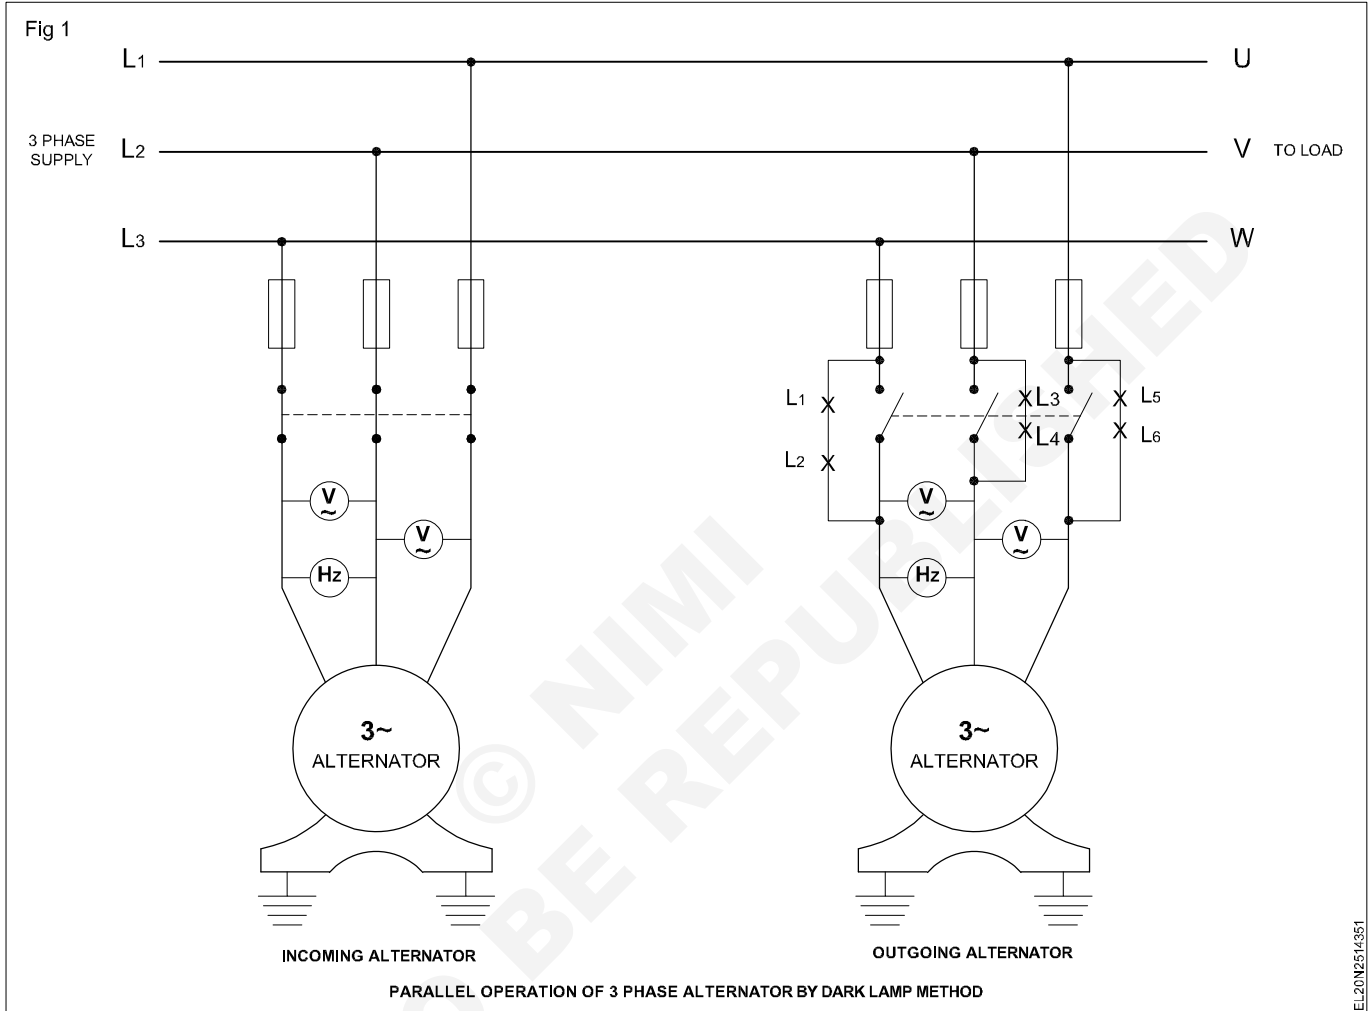 Fig 1
L1
U
3 PHASE
SUPPLY
L2
V
TO LOAD
L3
W
L1
L2
L3
L4
L5
L6
V
~
V
~
Hz
V
~
V
~
Hz
3~
ALTERNATOR
3~
ALTERNATOR
INCOMING ALTERNATOR
OUTGOING ALTERNATOR
PARALLEL OPERATION OF 3 PHASE ALTERNATOR BY DARK LAMP METHOD
EL20N2514351
© NIMI
BE REPUBLISHED